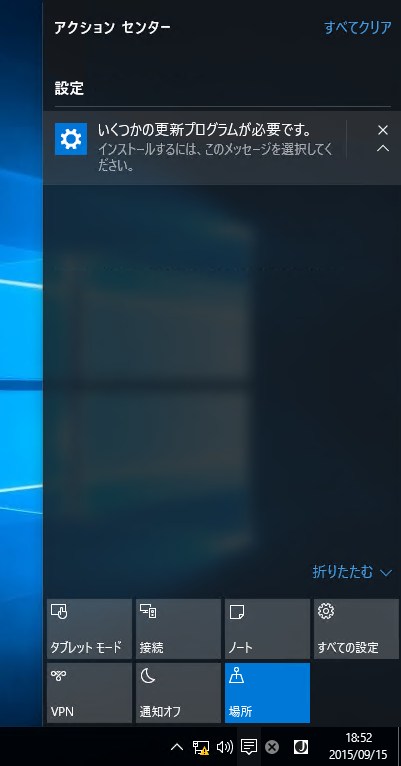 アクション センター
すべてクリア
設定
いくつかの更新プログラムが必要です。
インストールするには、このメッセージを選択してく
ださい。
折りたたむ
タブレット モード
接続
ノート
すべての設定
VPN
通知オフ
場所
18:52
2015/09/15